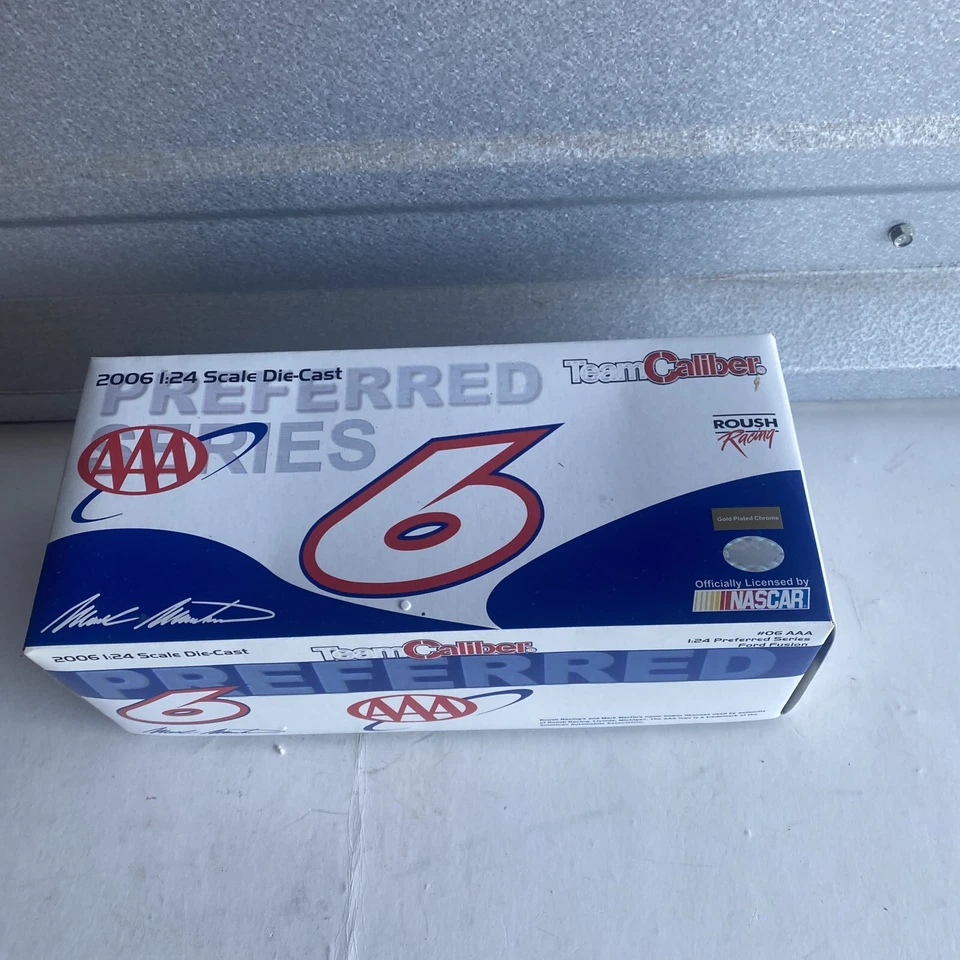 2006 1:24 Scale Die-Cast
PREFERRED
SERIES
TeamCaliber.
AAA
6
ROUSH
Racing
Gold Plated Chrome
Officially Licensed by
NASCAR
Mark Martin
#06 AAA
1:24 Preferred Series
Ford Fusion
2006 1:24 Scale Die-Cast
TeamCaliber.
PREFERRED
6
AAA